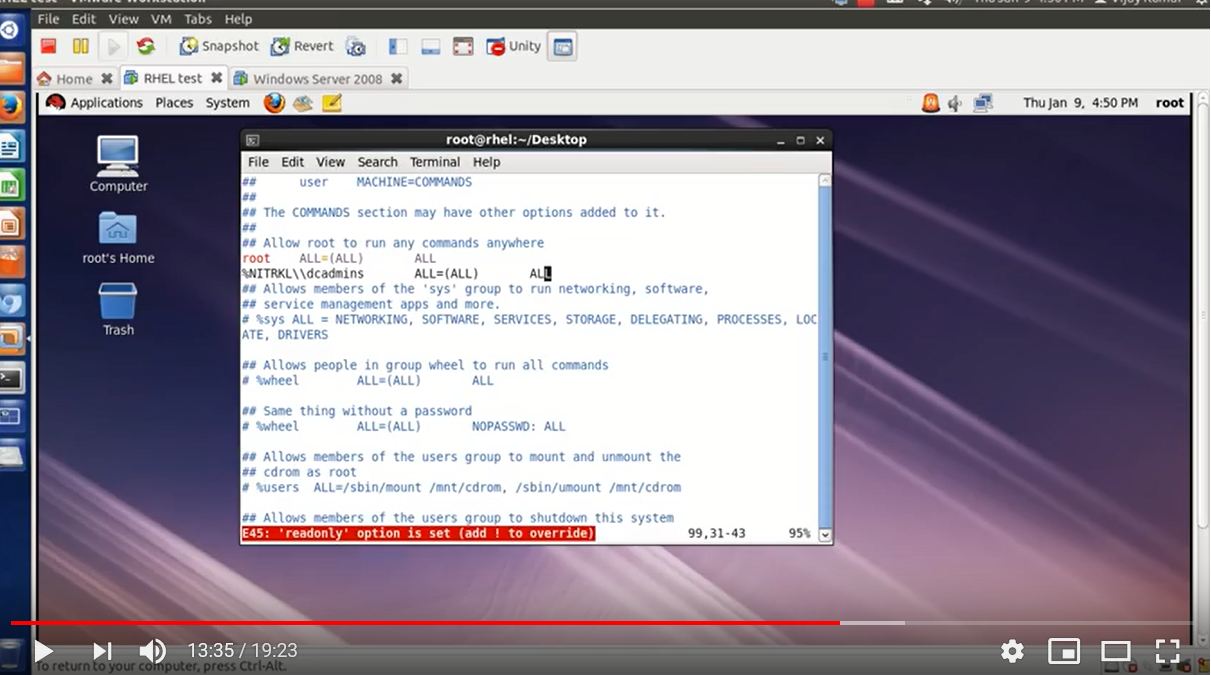 File Edit View VM Tabs Help
Snapshot Revert Unity
Home RHEL test Windows Server 2008
Applications Places System Thu Jan 9, 4:50 PM root
Computer
root's Home
Trash
root@rhel:~/Desktop
File Edit View Search Terminal Help
## user MACHINE=COMMANDS
##
## The COMMANDS section may have other options added to it.
##
## Allow root to run any commands anywhere
root ALL=(ALL) ALL
%NITRKL\\dcadmins ALL=(ALL) ALL
## Allows members of the 'sys' group to run networking, software,
## service management apps and more.
# %sys ALL = NETWORKING, SOFTWARE, SERVICES, STORAGE, DELEGATING, PROCESSES, LOC
ATE, DRIVERS
## Allows people in group wheel to run all commands
# %wheel ALL=(ALL) ALL
## Same thing without a password
# %wheel ALL=(ALL) NOPASSWD: ALL
## Allows members of the users group to mount and unmount the
## cdrom as root
# %users ALL=/sbin/mount /mnt/cdrom, /sbin/umount /mnt/cdrom
## Allows members of the users group to shutdown this system
E45: 'readonly' option is set (add ! to override) 99,31-43 95%
13:35 / 19:23
To return to your computer, press Ctrl-Alt.